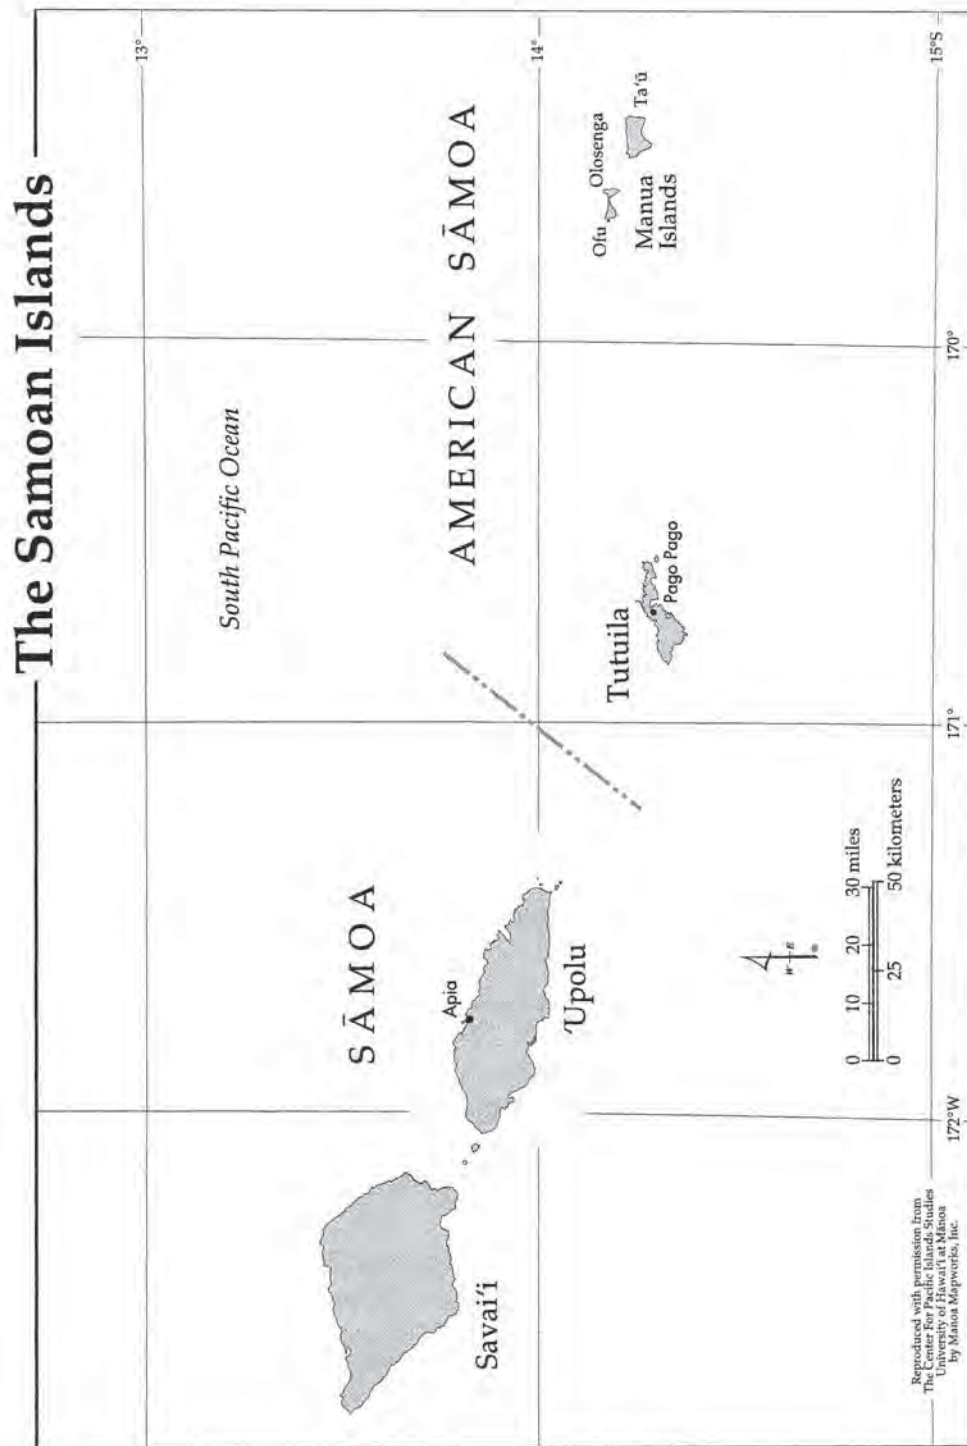 The Samoan Islands
13°
South Pacific Ocean
SĀMOA
AMERICAN SĀMOA
Apia
14°
Savai'i
'Upolu
Ofu
Olosenga
Ta'ū
Manua
Islands
Tutuila
Pago Pago
W
E
0 10 20 30 miles
0 25 50 kilometers
15°S
172°W
171°
170°
Reproduced with permission from
The Center For Pacific Islands Studies
University of Hawai'i at Mānoa
by Manoa Mapworks, Inc.